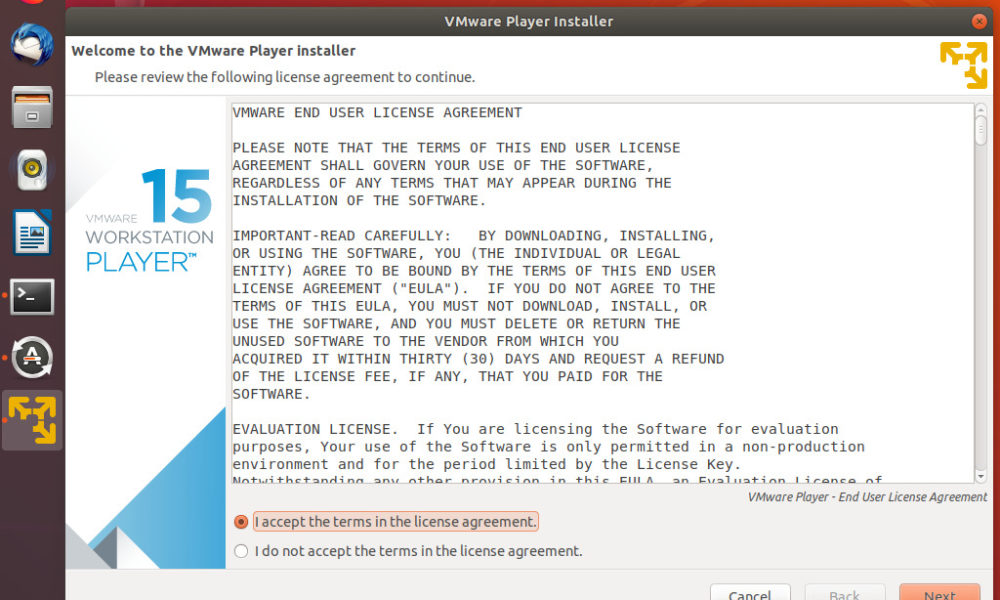 VMware Player Installer
Welcome to the VMware Player installer
Please review the following license agreement to continue.
VMWARE END USER LICENSE AGREEMENT
PLEASE NOTE THAT THE TERMS OF THIS END USER LICENSE
AGREEMENT SHALL GOVERN YOUR USE OF THE SOFTWARE,
REGARDLESS OF ANY TERMS THAT MAY APPEAR DURING THE
INSTALLATION OF THE SOFTWARE.
IMPORTANT-READ CAREFULLY:   BY DOWNLOADING, INSTALLING,
OR USING THE SOFTWARE, YOU (THE INDIVIDUAL OR LEGAL
ENTITY) AGREE TO BE BOUND BY THE TERMS OF THIS END USER
LICENSE AGREEMENT ("EULA").  IF YOU DO NOT AGREE TO THE
TERMS OF THIS EULA, YOU MUST NOT DOWNLOAD, INSTALL, OR
USE THE SOFTWARE, AND YOU MUST DELETE OR RETURN THE
UNUSED SOFTWARE TO THE VENDOR FROM WHICH YOU
ACQUIRED IT WITHIN THIRTY (30) DAYS AND REQUEST A REFUND
OF THE LICENSE FEE, IF ANY, THAT YOU PAID FOR THE
SOFTWARE.
EVALUATION LICENSE.  If You are licensing the Software for evaluation
purposes, Your use of the Software is only permitted in a non-production
environment and for the period limited by the License Key.
Notwithstanding any other provision in this EULA, an Evaluation License of
15
VMWARE
WORKSTATION
PLAYER™
VMware Player - End User License Agreement
I accept the terms in the license agreement.
I do not accept the terms in the license agreement.
Cancel
Back
Next